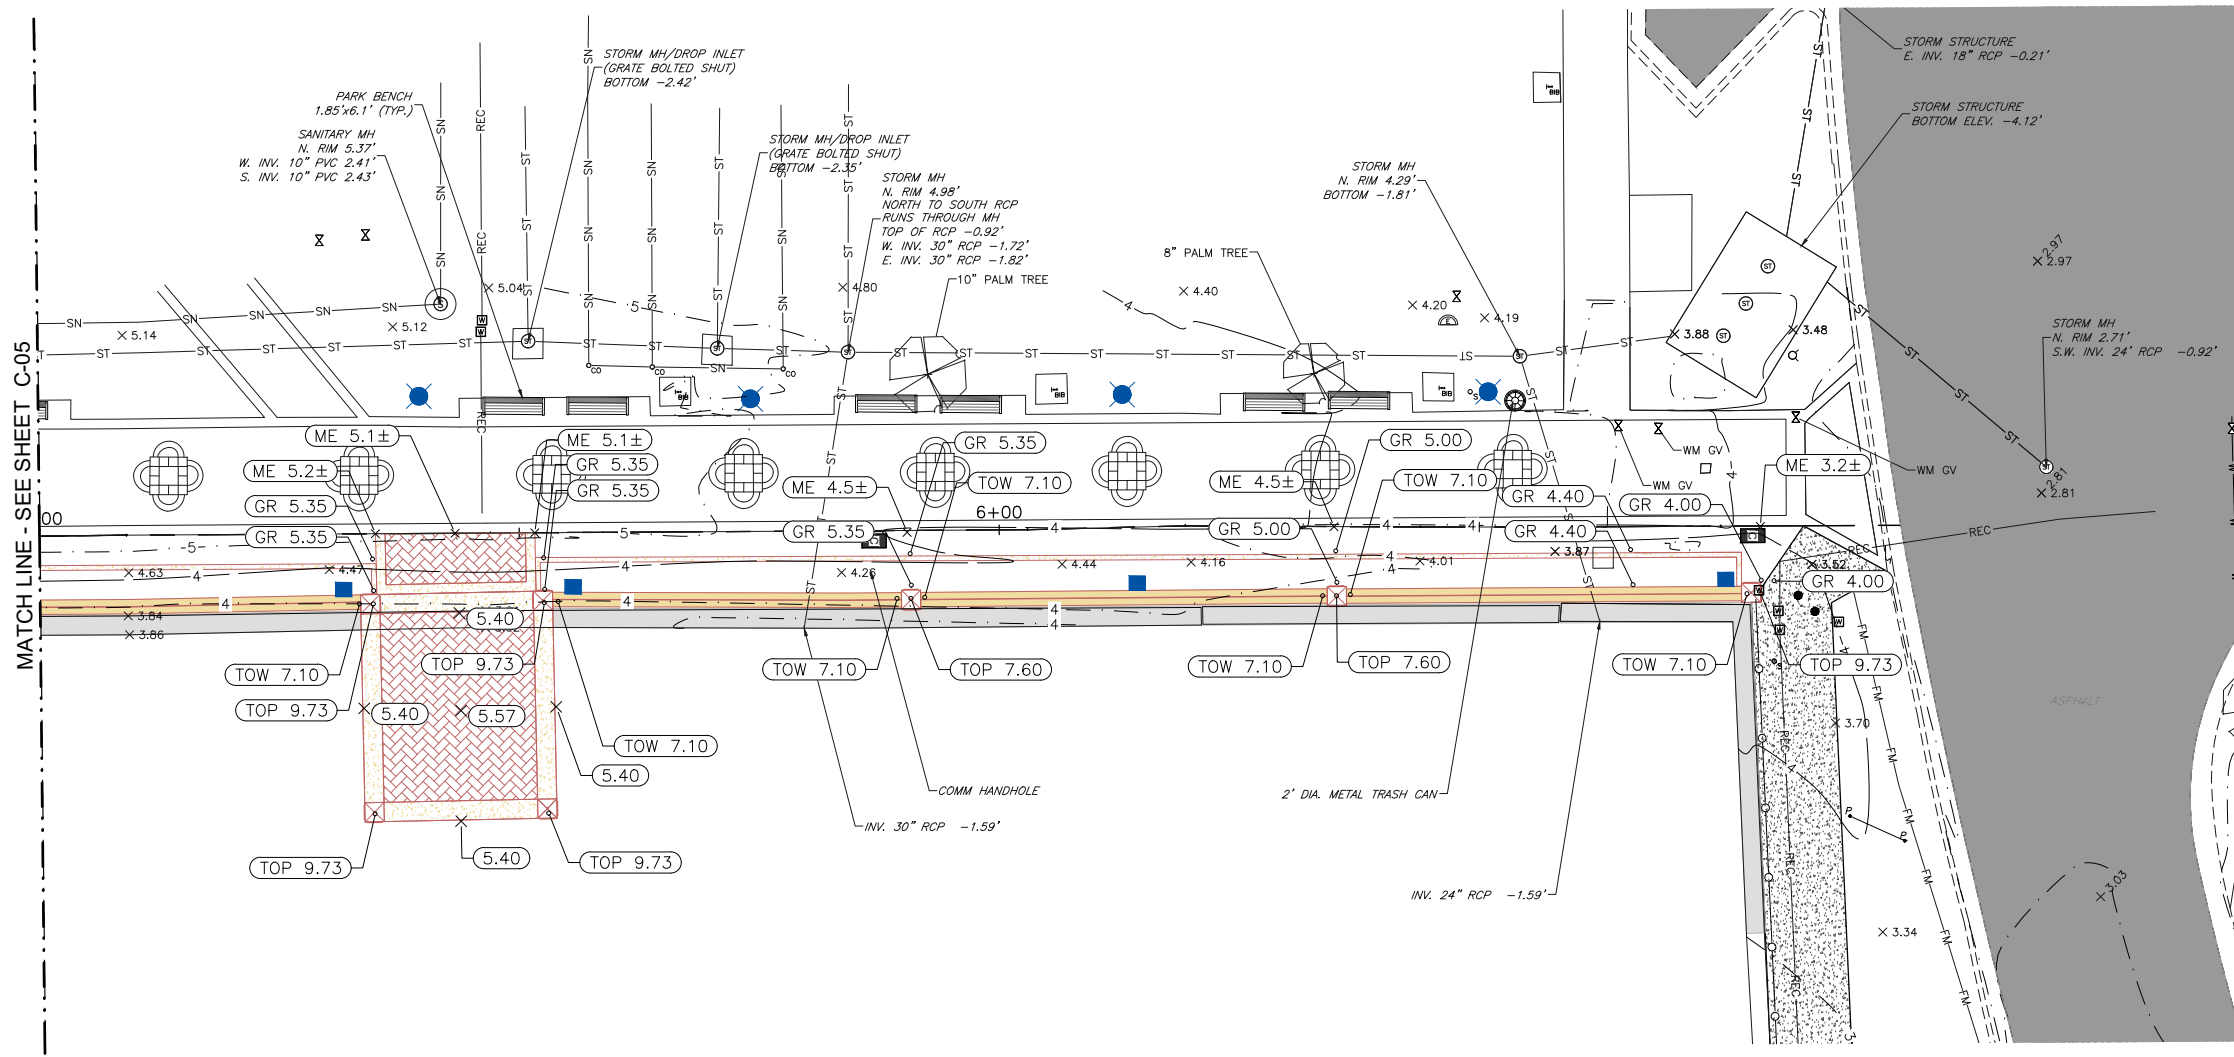 MATCH LINE - SEE SHEET C-05
STORM MH/DROP INLET
(GRATE BOLTED SHUT)
BOTTOM -2.42'
PARK BENCH
1.85'x6.1' (TYP.)
SANITARY MH
N. RIM 5.37'
W. INV. 10" PVC 2.41'
S. INV. 10" PVC 2.43'
STORM MH/DROP INLET
(GRATE BOLTED SHUT)
BOTTOM -2.35'
STORM MH
N. RIM 4.98'
NORTH TO SOUTH RCP
RUNS THROUGH MH
TOP OF RCP -0.92'
W. INV. 30" RCP -1.72'
E. INV. 30" RCP -1.82'
10" PALM TREE
8" PALM TREE
STORM MH
N. RIM 4.29'
BOTTOM -1.81'
STORM STRUCTURE
E. INV. 18" RCP -0.21'
STORM STRUCTURE
BOTTOM ELEV. -4.12'
STORM MH
N. RIM 2.71'
S.W. INV. 24' RCP -0.92'
2.97
2.97
5.14
5.12
5.04
4.80
4.40
4.20
4.19
3.88
3.48
2.81
2.81
WM GV
WM GV
WM GV
ME 5.1±
ME 5.2±
GR 5.35
GR 5.35
ME 5.1±
GR 5.35
GR 5.35
ME 4.5±
GR 5.35
GR 5.35
TOW 7.10
6+00
00
ME 4.5±
GR 5.00
GR 5.00
TOW 7.10
GR 4.40
GR 4.40
GR 4.00
ME 3.2±
GR 4.00
4.63
4.47
4.26
4.44
4.16
4.01
3.87
3.52
3.84
3.86
5.40
TOW 7.10
TOP 9.73
TOP 9.73
5.40
5.57
TOW 7.10
5.40
TOW 7.10
TOP 7.60
TOW 7.10
TOP 7.60
TOW 7.10
TOP 9.73
TOP 9.73
5.40
TOP 9.73
COMM HANDHOLE
INV. 30" RCP -1.59'
2' DIA. METAL TRASH CAN
INV. 24" RCP -1.59'
3.70
3.34
3.03
ASPHALT
SN
ST
REC
FM
CO
BIB